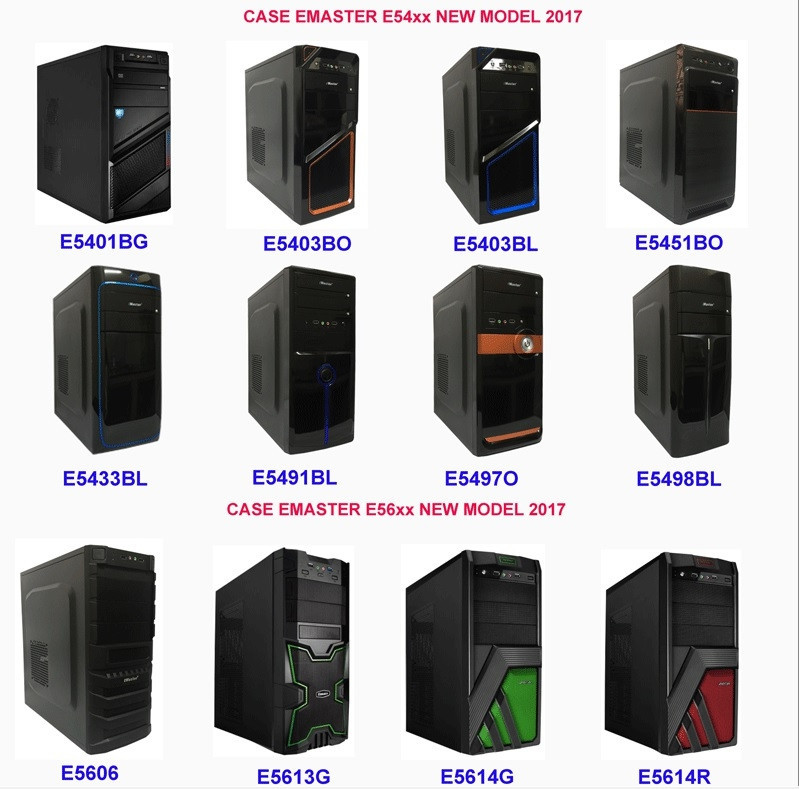 CASE EMASTER E54xx NEW MODEL 2017
E5401BG
E5403BO
E5403BL
E5451BO
E5433BL
E5491BL
E5497O
E5498BL
CASE EMASTER E56xx NEW MODEL 2017
E5606
E5613G
E5614G
E5614R